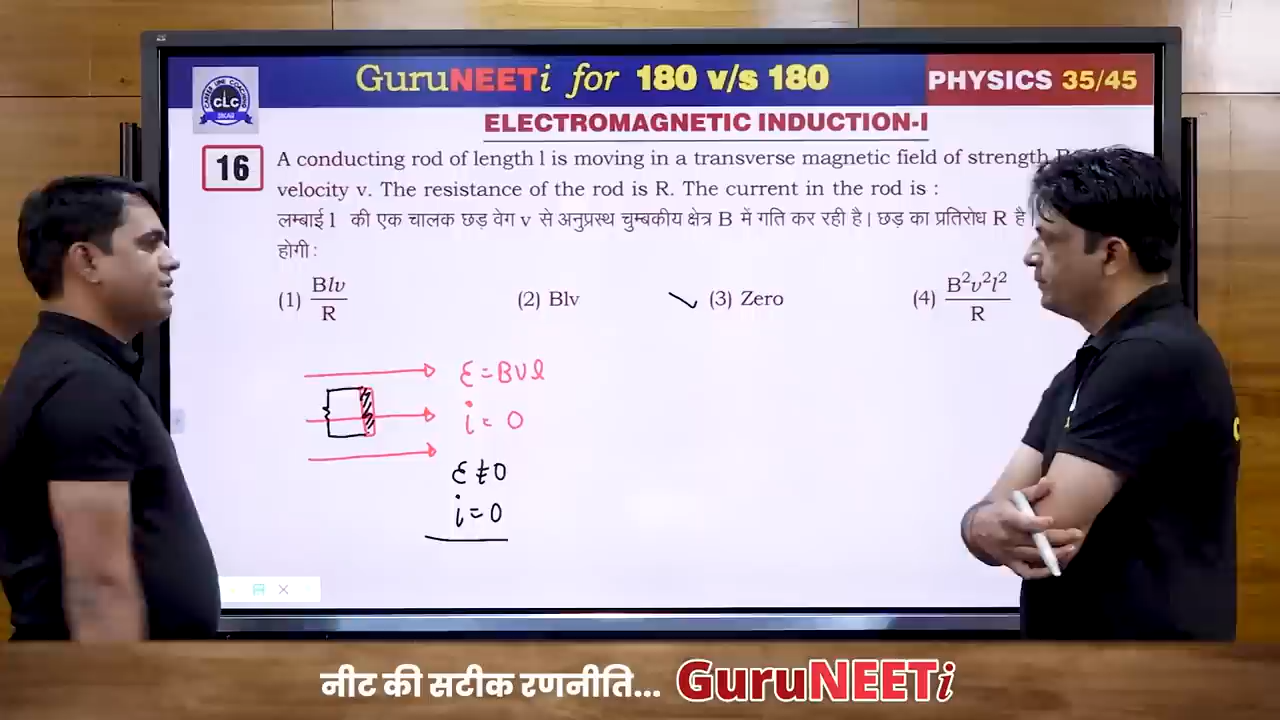 GuruNEETi for 180 v/s 180
PHYSICS 35/45
CLC
ELECTROMAGNETIC INDUCTION-I
16
A conducting rod of length l is moving in a transverse magnetic field of strength
velocity v. The resistance of the rod is R. The current in the rod is :
लम्बाई l की एक चालक छड़ वेग v से अनुप्रस्थ चुम्बकीय क्षेत्र B में गति कर रही है। छड़ का प्रतिरोध R है
होगी :
(1) Blv/R (2) Blv (3) Zero (4) B²v²l²/R
ε = Bvl
i = 0
ε ≠ 0
i = 0
नीट की सटीक रणनीति... GuruNEETi